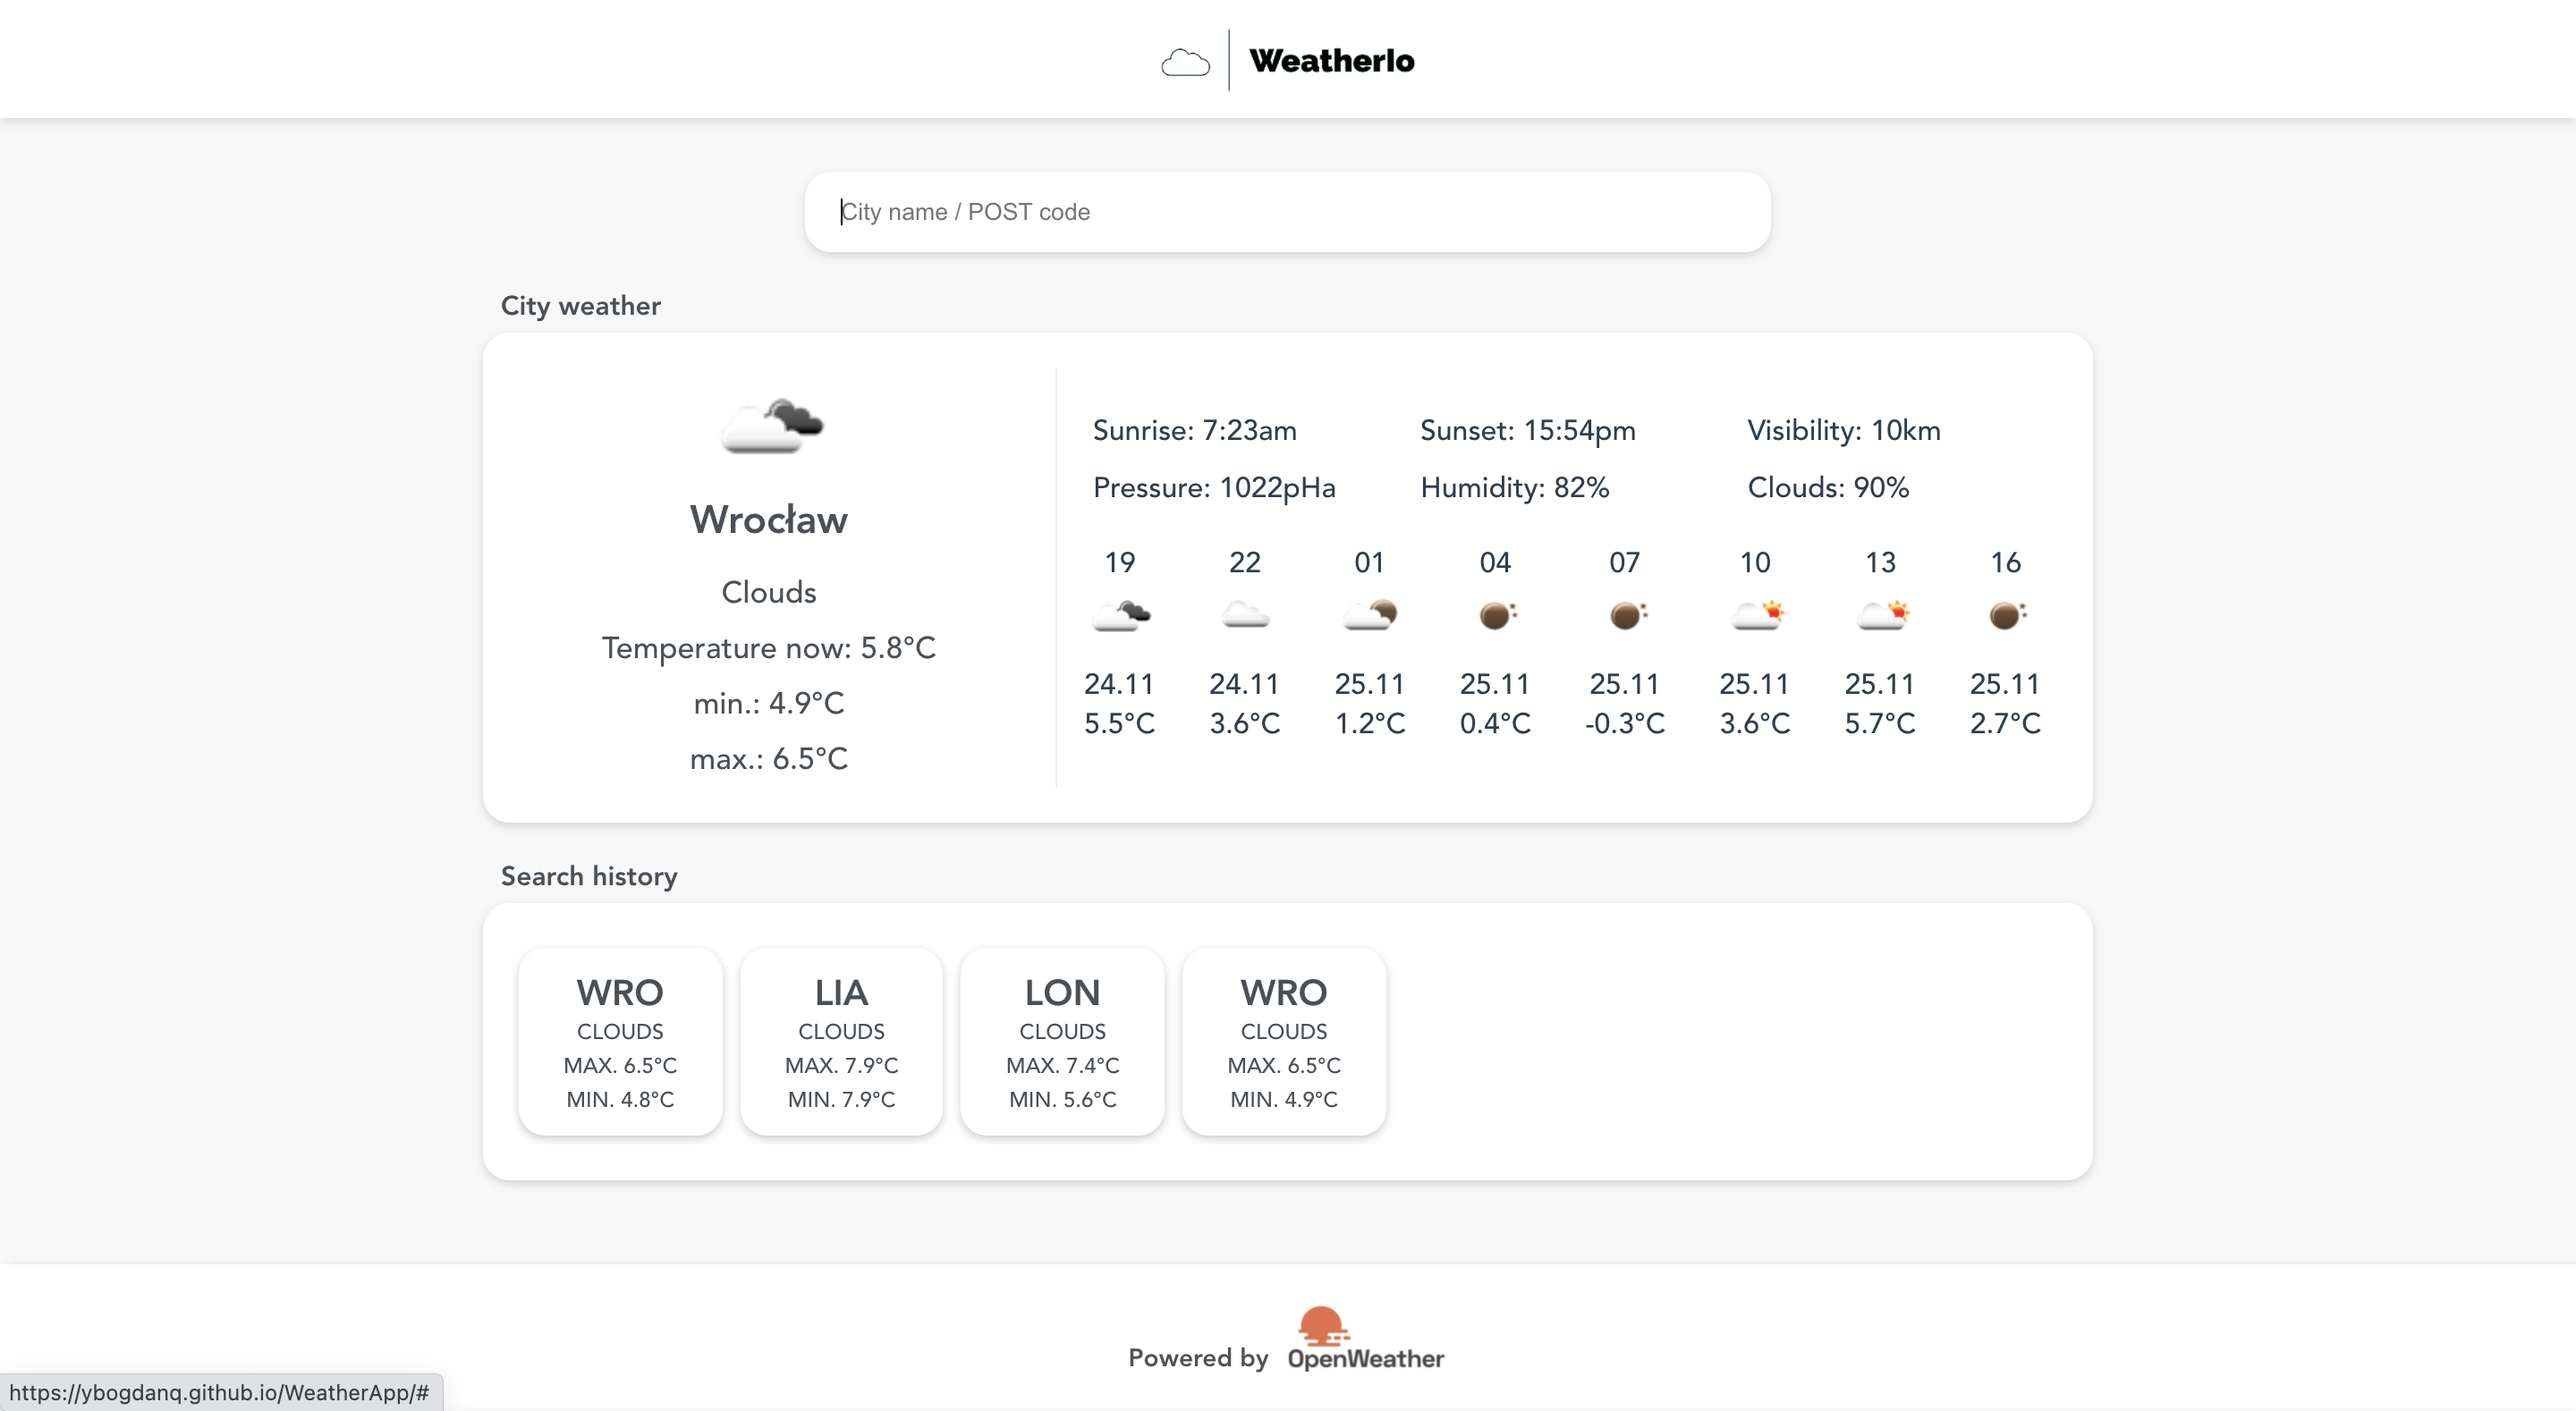 Weatherlo
City name / POST code
City weather
Wrocław
Clouds
Temperature now: 5.8°C
min.: 4.9°C
max.: 6.5°C
Sunrise: 7:23am Sunset: 15:54pm Visibility: 10km
Pressure: 1022pHa Humidity: 82% Clouds: 90%
19 22 01 04 07 10 13 16
24.11 24.11 25.11 25.11 25.11 25.11 25.11 25.11
5.5°C 3.6°C 1.2°C 0.4°C -0.3°C 3.6°C 5.7°C 2.7°C
Search history
WRO
CLOUDS
MAX. 6.5°C
MIN. 4.8°C
LIA
CLOUDS
MAX. 7.9°C
MIN. 7.9°C
LON
CLOUDS
MAX. 7.4°C
MIN. 5.6°C
WRO
CLOUDS
MAX. 6.5°C
MIN. 4.9°C
Powered by OpenWeather
https://ybogdanq.github.io/WeatherApp/#